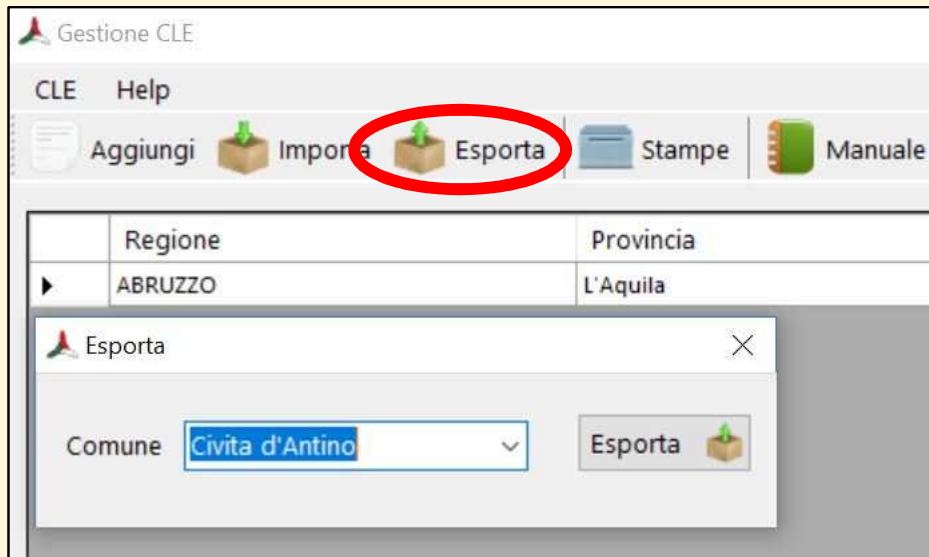 Gestione CLE
CLE Help
Aggiungi Importa Esporta Stampe Manuale
Regione Provincia
ABRUZZO L'Aquila
Esporta
Comune Civita d'Antino Esporta